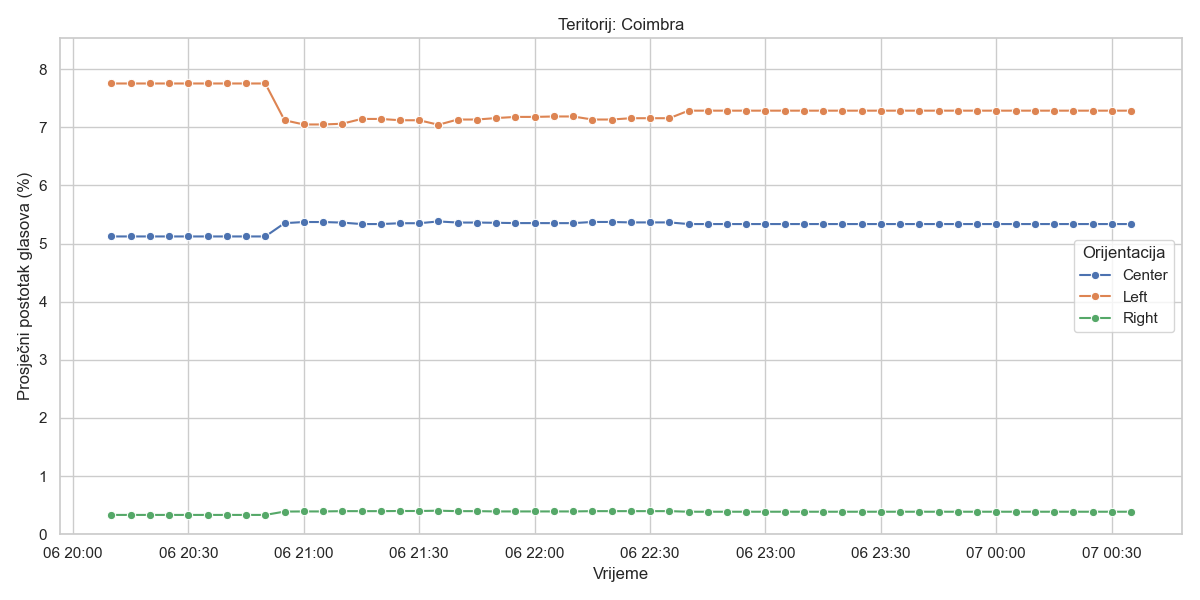 Teritorij: Coimbra
Prosječni postotak glasova (%)
8
7
6
5
4
3
2
1
0
Orijentacija
Center
Left
Right
06 20:00 06 20:30 06 21:00 06 21:30 06 22:00 06 22:30 06 23:00 06 23:30 07 00:00 07 00:30
Vrijeme